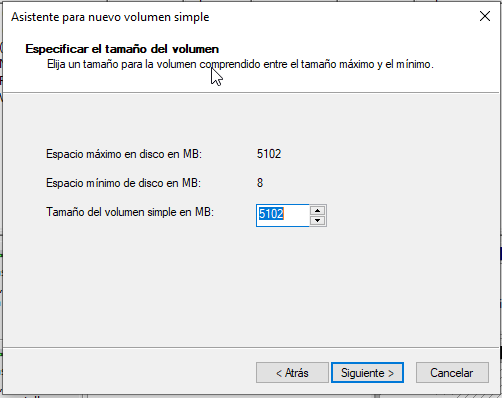 Asistente para nuevo volumen simple
Especificar el tamaño del volumen
Elija un tamaño para la volumen comprendido entre el tamaño máximo y el mínimo.
Espacio máximo en disco en MB: 5102
Espacio mínimo de disco en MB: 8
Tamaño del volumen simple en MB: 5102
< Atrás Siguiente > Cancelar